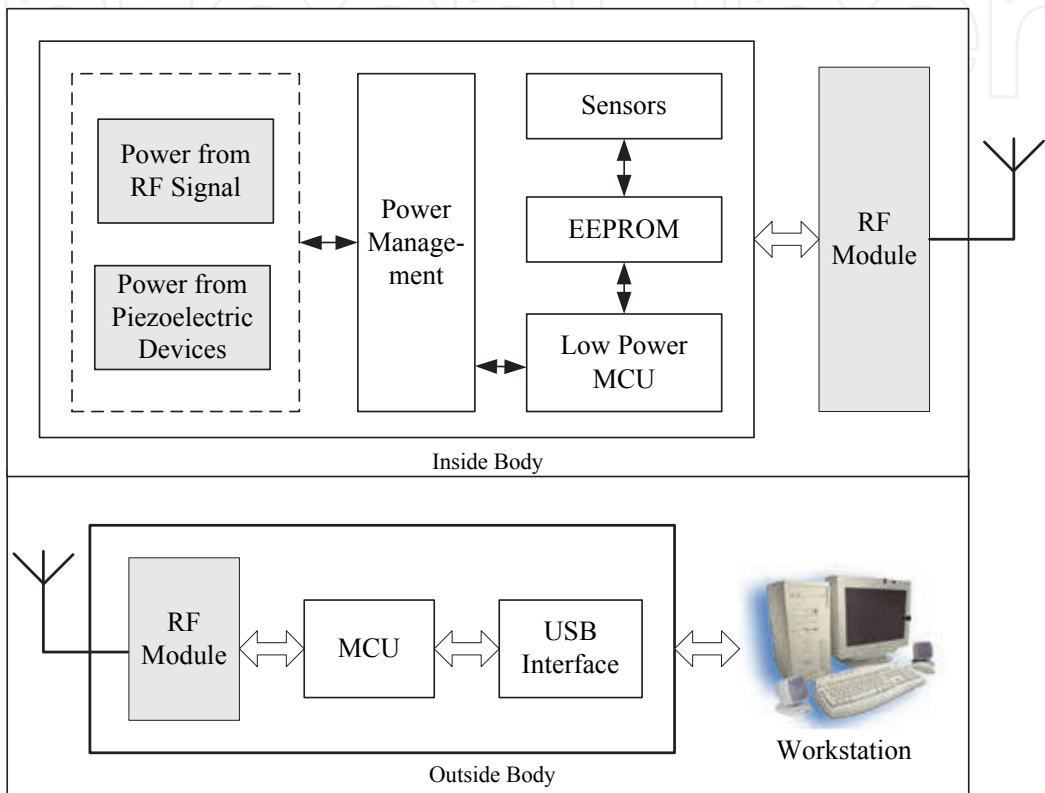 Sensors
Power from
RF Signal
Power
Manage-
ment
EEPROM
RF
Module
Power from
Piezoelectric
Devices
Low Power
MCU
Inside Body
RF
Module
MCU
USB
Interface
Workstation
Outside Body